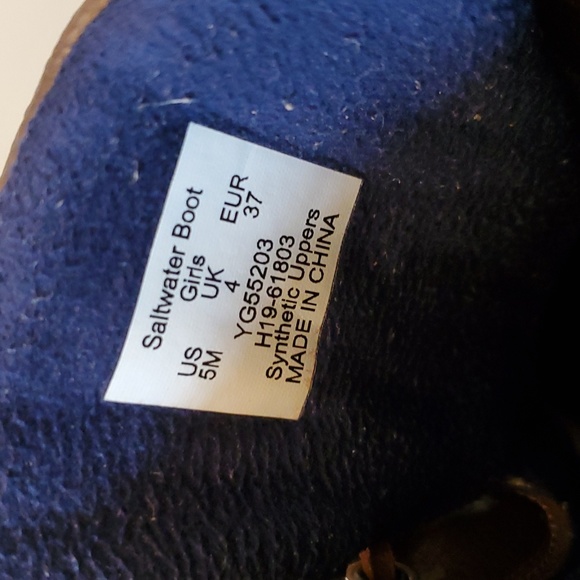 Saltwater Boot
Girls
US UK EUR
5M 4 37
YG55203
H19-61803
Synthetic Uppers
MADE IN CHINA